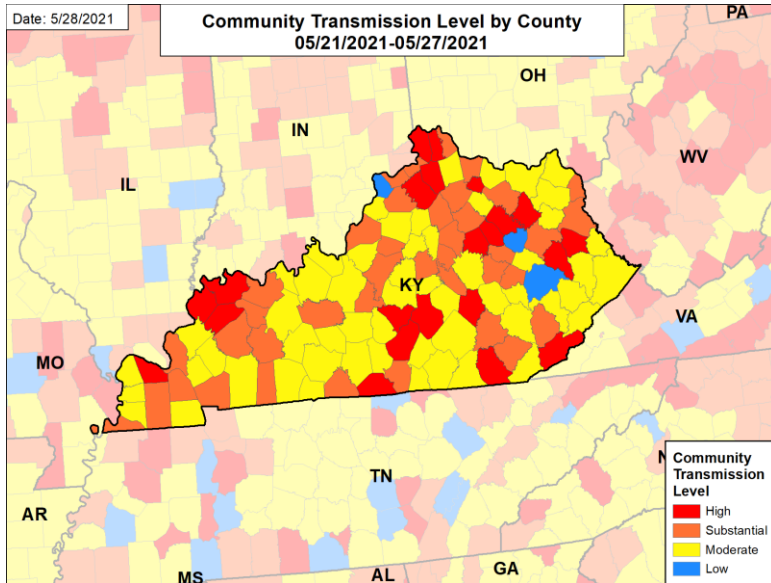 Date: 5/28/2021
Community Transmission Level by County
05/21/2021-05/27/2021
PA
OH
IN
WV
IL
KY
VA
MO
TN
N
AR
MS
AL
GA
Community
Transmission
Level
High
Substantial
Moderate
Low